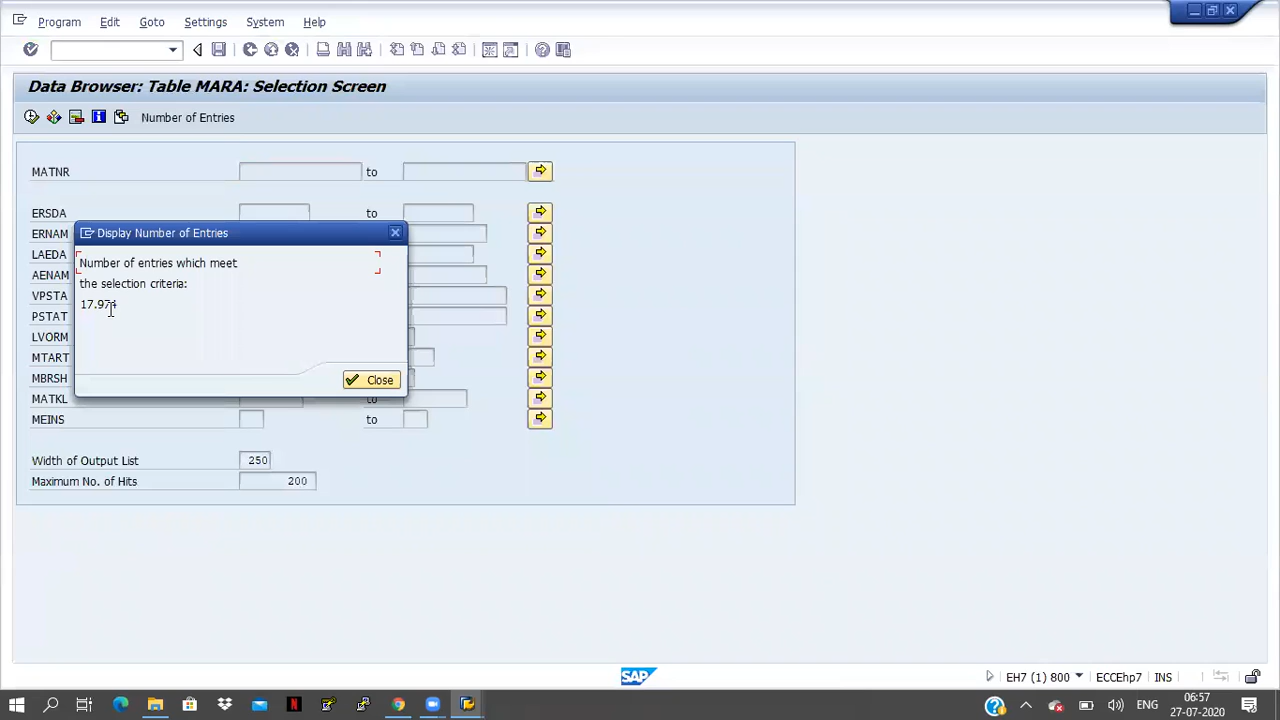 Program Edit Goto Settings System Help
Data Browser: Table MARA: Selection Screen
Number of Entries
MATNR to
ERSDA to
ERNAM
LAEDA
AENAM
VPSTA
PSTAT
LVORM
MTART
MBRSH
MATKL to
MEINS to
Width of Output List 250
Maximum No. of Hits 200
Display Number of Entries
Number of entries which meet
the selection criteria:
17.974
Close
SAP
EH7 (1) 800 ECCEhp7 INS
ENG
06:57
27-07-2020